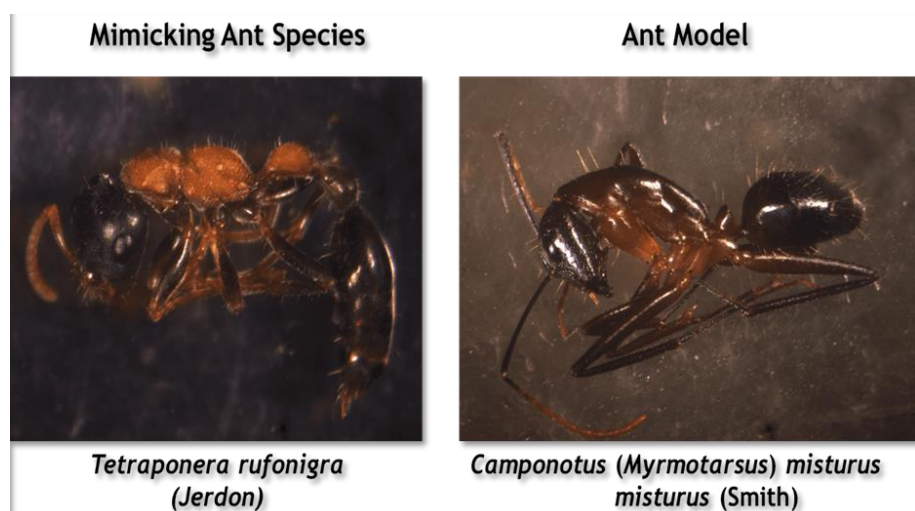 Mimicking Ant Species
Ant Model
Tetraponera rufonigra
(Jerdon)
Camponotus (Myrmotarsus) misturus
misturus (Smith)